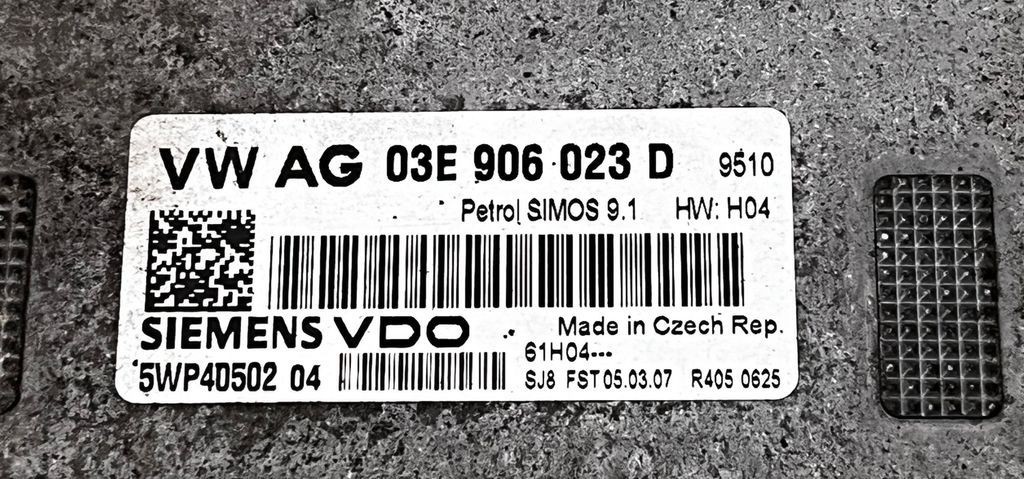 VW AG 03E 906 023 D 9510
Petrol SIMOS 9.1 HW: H04
SIEMENS VDO Made in Czech Rep.
61H04---
5WP40502 04 SJ8 FST 05.03.07 R405 0625